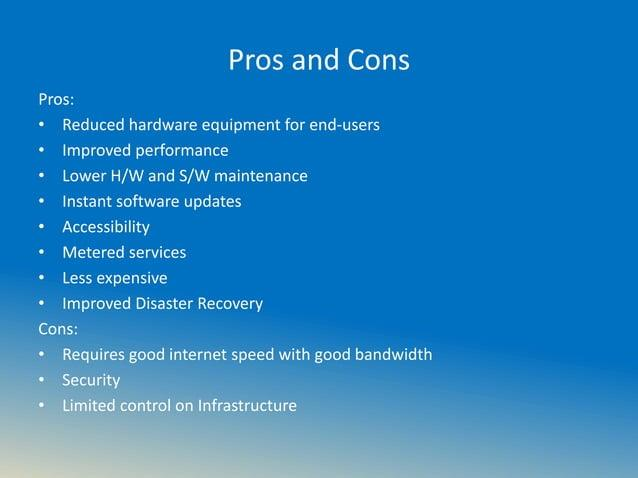 Pros and Cons
Pros:
• Reduced hardware equipment for end-users
• Improved performance
• Lower H/W and S/W maintenance
• Instant software updates
• Accessibility
• Metered services
• Less expensive
• Improved Disaster Recovery
Cons:
• Requires good internet speed with good bandwidth
• Security
• Limited control on Infrastructure